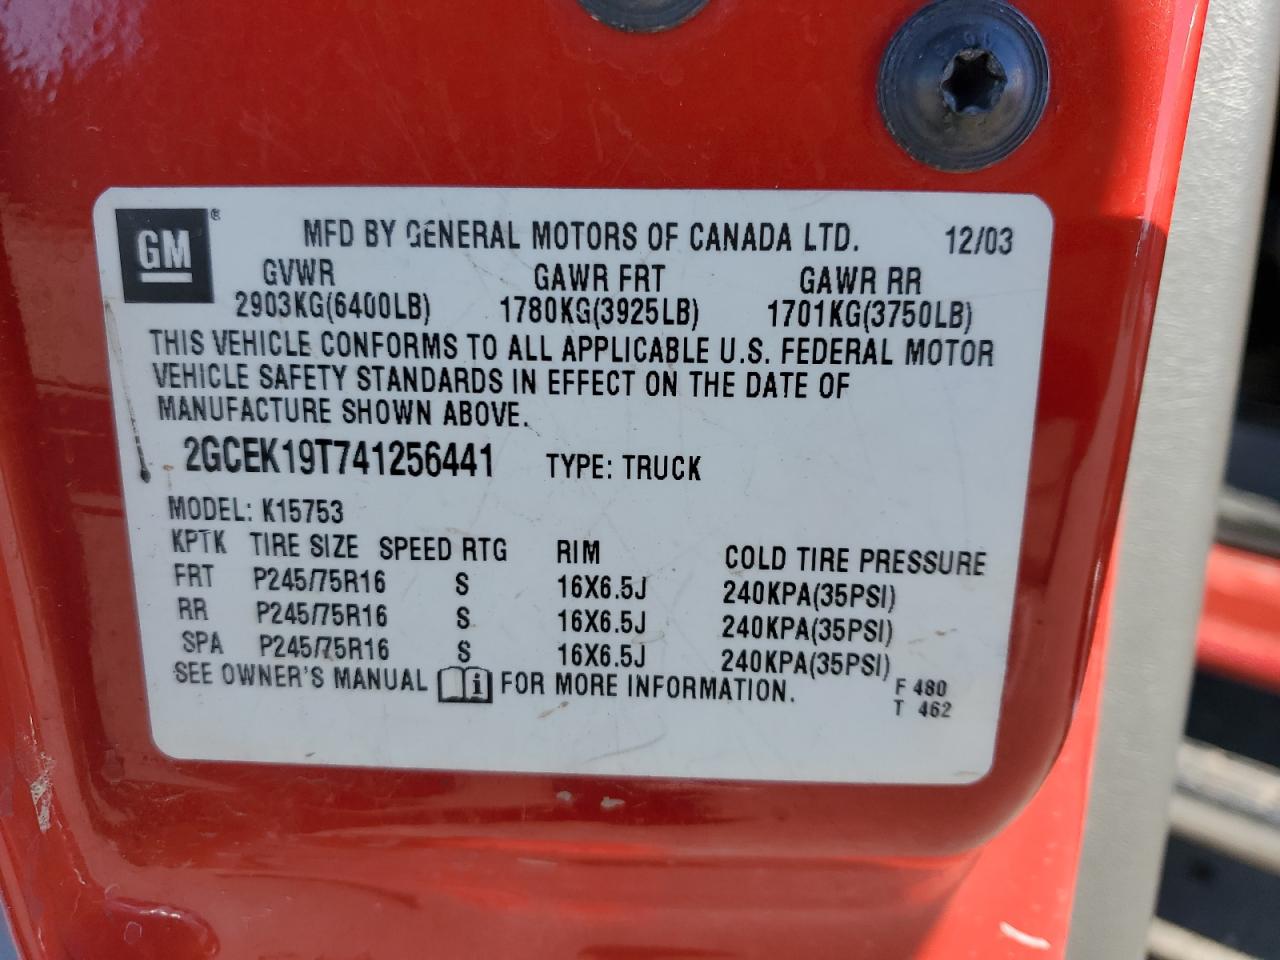 GM ® MFD BY GENERAL MOTORS OF CANADA LTD. 12/03
GVWR GAWR FRT GAWR RR
2903KG(6400LB) 1780KG(3925LB) 1701KG(3750LB)
THIS VEHICLE CONFORMS TO ALL APPLICABLE U.S. FEDERAL MOTOR
VEHICLE SAFETY STANDARDS IN EFFECT ON THE DATE OF
MANUFACTURE SHOWN ABOVE.
2GCEK19T741256441 TYPE: TRUCK
MODEL: K15753
KPTK TIRE SIZE SPEED RTG RIM COLD TIRE PRESSURE
FRT P245/75R16 S 16X6.5J 240KPA(35PSI)
RR P245/75R16 S 16X6.5J 240KPA(35PSI)
SPA P245/75R16 S 16X6.5J 240KPA(35PSI)
SEE OWNER'S MANUAL i FOR MORE INFORMATION.
F 480
T 462